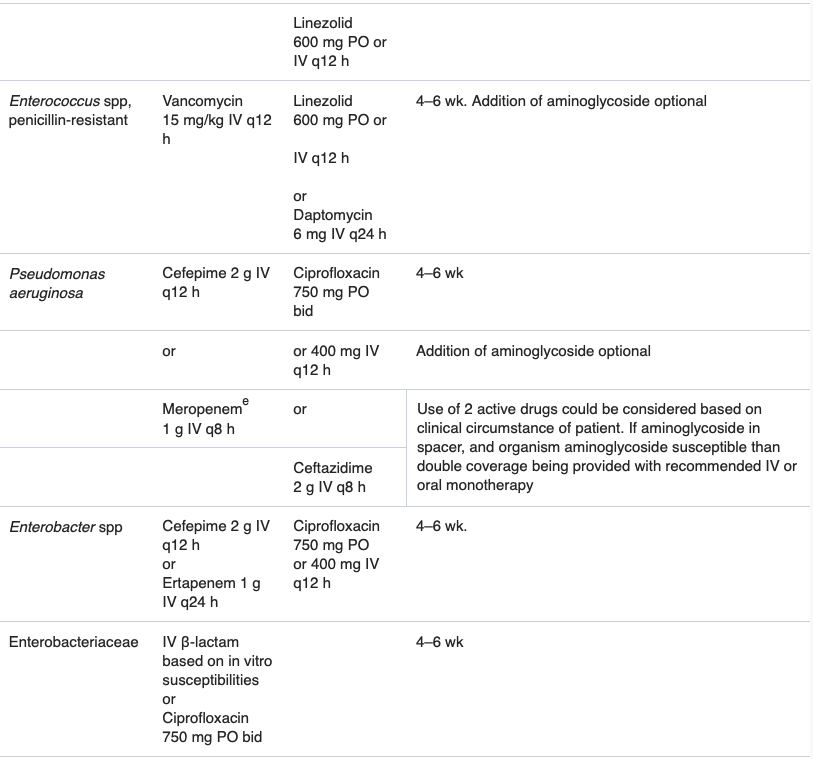 Linezolid
600 mg PO or
IV q12 h
Enterococcus spp,
penicillin-resistant
Vancomycin
15 mg/kg IV q12
h
Linezolid
600 mg PO or
IV q12 h
or
Daptomycin
6 mg IV q24 h
4–6 wk. Addition of aminoglycoside optional
Pseudomonas
aeruginosa
Cefepime 2 g IV
q12 h
Ciprofloxacin
750 mg PO
bid
4–6 wk
or
or 400 mg IV
q12 h
Addition of aminoglycoside optional
Meropenem e
1 g IV q8 h
or
Use of 2 active drugs could be considered based on
clinical circumstance of patient. If aminoglycoside in
spacer, and organism aminoglycoside susceptible than
double coverage being provided with recommended IV or
oral monotherapy
Ceftazidime
2 g IV q8 h
Enterobacter spp
Cefepime 2 g IV
q12 h
or
Ertapenem 1 g
IV q24 h
Ciprofloxacin
750 mg PO
or 400 mg IV
q12 h
4–6 wk.
Enterobacteriaceae
IV β-lactam
based on in vitro
susceptibilities
or
Ciprofloxacin
750 mg PO bid
4–6 wk